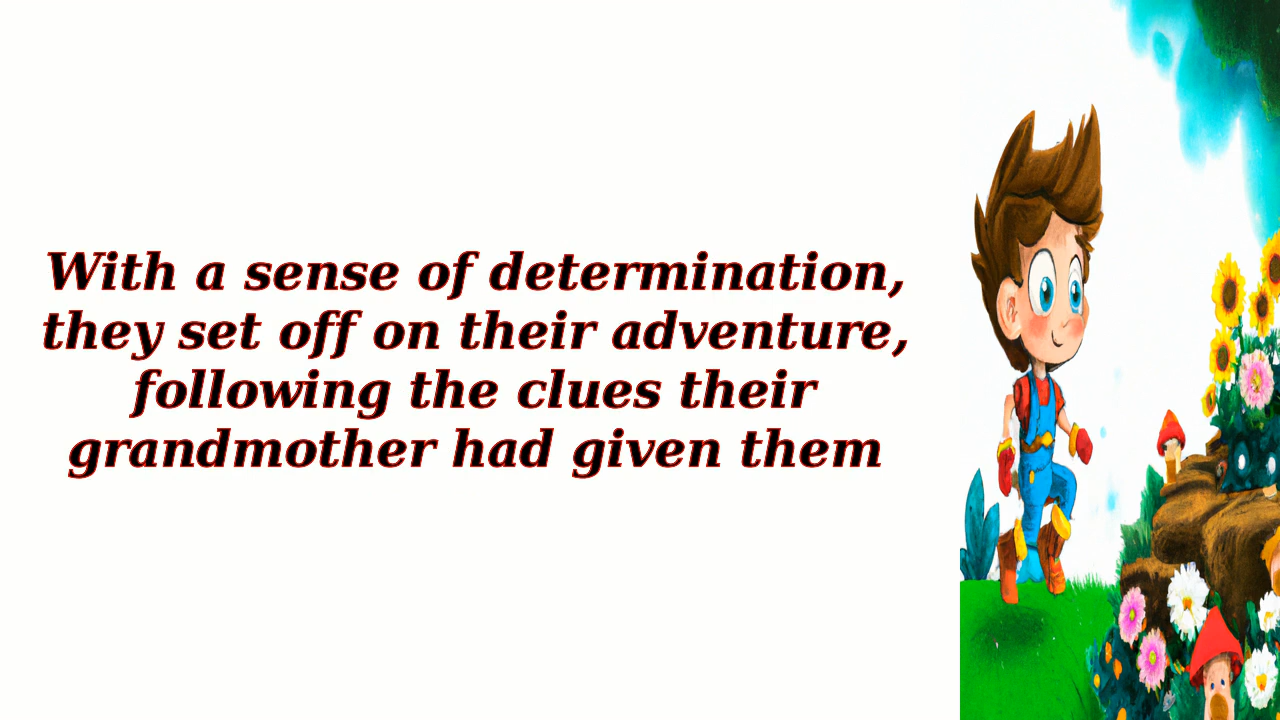 With a sense of determination,
they set off on their adventure,
following the clues their
grandmother had given them